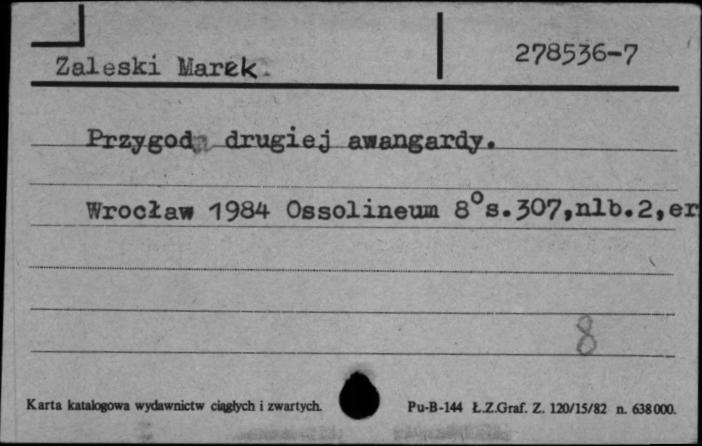 Zaleski Marek
278536-7
Przygoda drugiej awangardy.
Wrocław 1984 Ossolineum 8°s.307,nlb.2,er
8
Karta katalogowa wydawnictw ciągłych i zwartych.
Pu-B-144 Ł.Z.Graf. Z. 120/15/82 n. 638000.